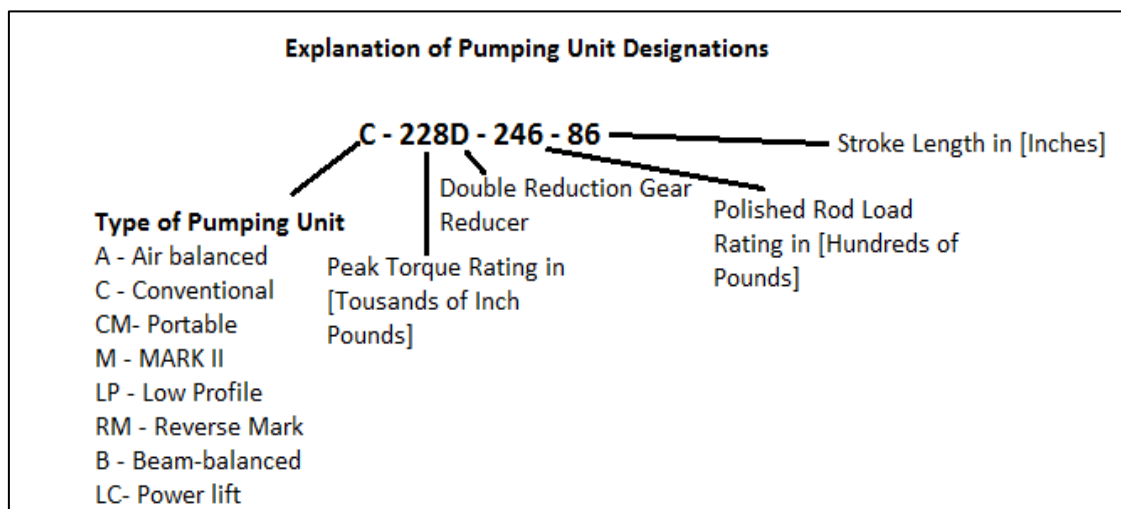 Explanation of Pumping Unit Designations
C - 228D - 246 - 86
Stroke Length in [Inches]
Double Reduction Gear
Reducer
Polished Rod Load
Rating in [Hundreds of
Pounds]
Peak Torque Rating in
[Tousands of Inch
Pounds]
Type of Pumping Unit
A - Air balanced
C - Conventional
CM- Portable
M - MARK II
LP - Low Profile
RM - Reverse Mark
B - Beam-balanced
LC- Power lift